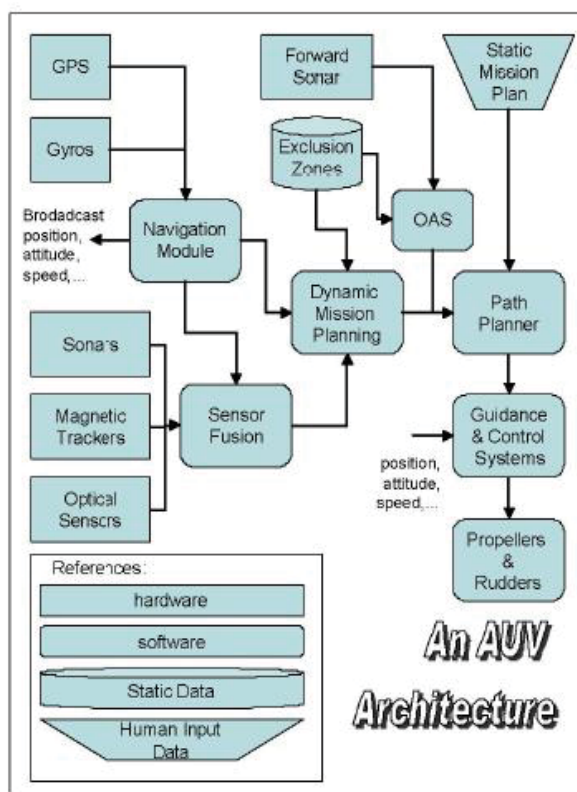 GPS
Forward
Sonar
Static
Mission
Plan
Gyros
Exclusion
Zones
OAS
Brodadcast
position,
attitude,
speed,...
Navigation
Module
Dynamic
Mission
Planning
Path
Planner
Sonars
Magnetic
Trackers
Optical
Sensors
Sensor
Fusion
Guidance
& Control
Systems
position,
attitude,
speed,...
Propellers
&
Rudders
References:
hardware
software
Static Data
Human Input
Data
An AUV
Architecture